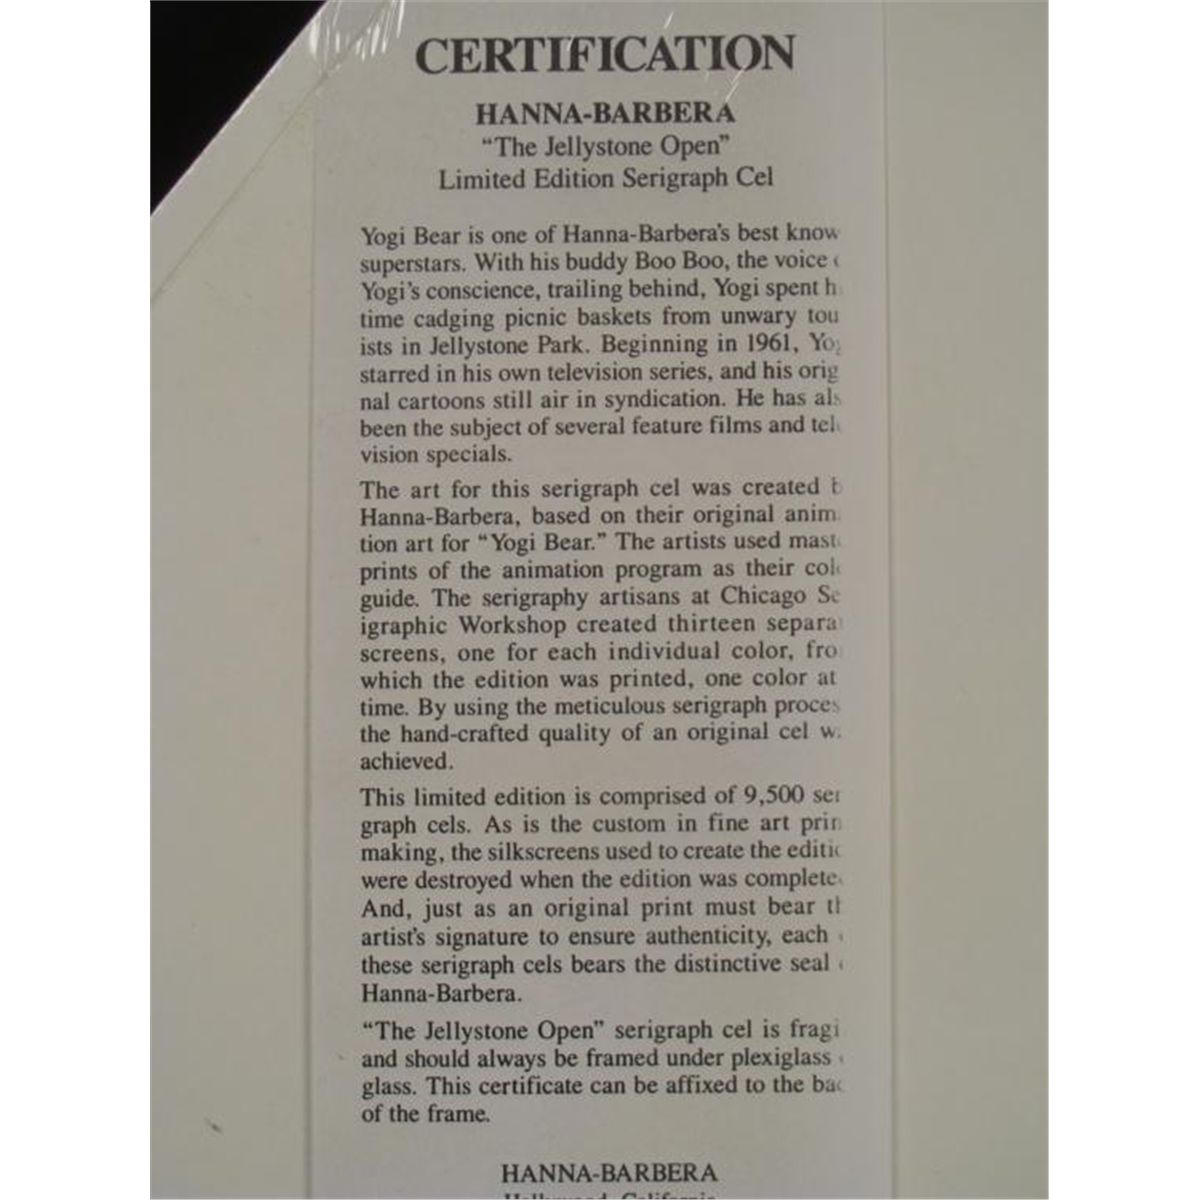 CERTIFICATION
HANNA-BARBERA
“The Jellystone Open”
Limited Edition Serigraph Cel
Yogi Bear is one of Hanna-Barbera's best know
superstars. With his buddy Boo Boo, the voice
Yogi's conscience, trailing behind, Yogi spent h
time cadging picnic baskets from unwary tou
ists in Jellystone Park. Beginning in 1961, Yog
starred in his own television series, and his orig
nal cartoons still air in syndication. He has als
been the subject of several feature films and tele
vision specials.
The art for this serigraph cel was created b
Hanna-Barbera, based on their original anim
tion art for “Yogi Bear.” The artists used maste
prints of the animation program as their colo
guide. The serigraphy artisans at Chicago Se
igraphic Workshop created thirteen separa
screens, one for each individual color, fro
which the edition was printed, one color at
time. By using the meticulous serigraph proces
the hand-crafted quality of an original cel wa
achieved.
This limited edition is comprised of 9,500 ser
graph cels. As is the custom in fine art prin
making, the silkscreens used to create the editio
were destroyed when the edition was complete
And, just as an original print must bear th
artist's signature to ensure authenticity, each
these serigraph cels bears the distinctive seal
Hanna-Barbera.
“The Jellystone Open” serigraph cel is fragi
and should always be framed under plexiglass
glass. This certificate can be affixed to the bac
of the frame.
HANNA-BARBERA
Hollywood, California